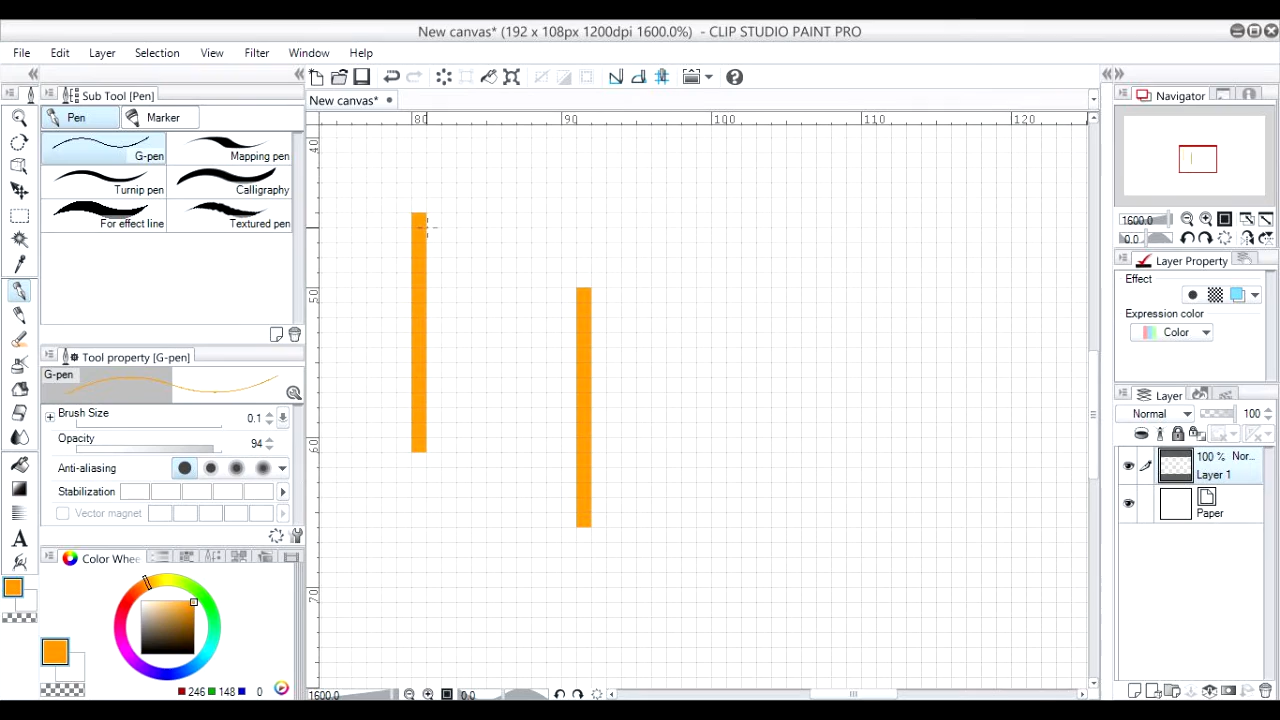 New canvas* (192 x 108px 1200dpi 1600.0%)  - CLIP STUDIO PAINT PRO
File Edit Layer Selection View Filter Window Help
Sub Tool [Pen]
Pen Marker
G-pen Mapping pen
Turnip pen Calligraphy
For effect line Textured pen
Tool property [G-pen]
G-pen
Brush Size 0.1
Opacity 94
Anti-aliasing
Stabilization
Vector magnet
Color Whee
246 148 0
New canvas*
80 90 100 110 120
40
50
60
70
1600.0 0.0
Navigator
1600.0
0.0
Layer Property
Effect
Expression color
Color
Layer
Normal 100
100 % Nor...
Layer 1
Paper